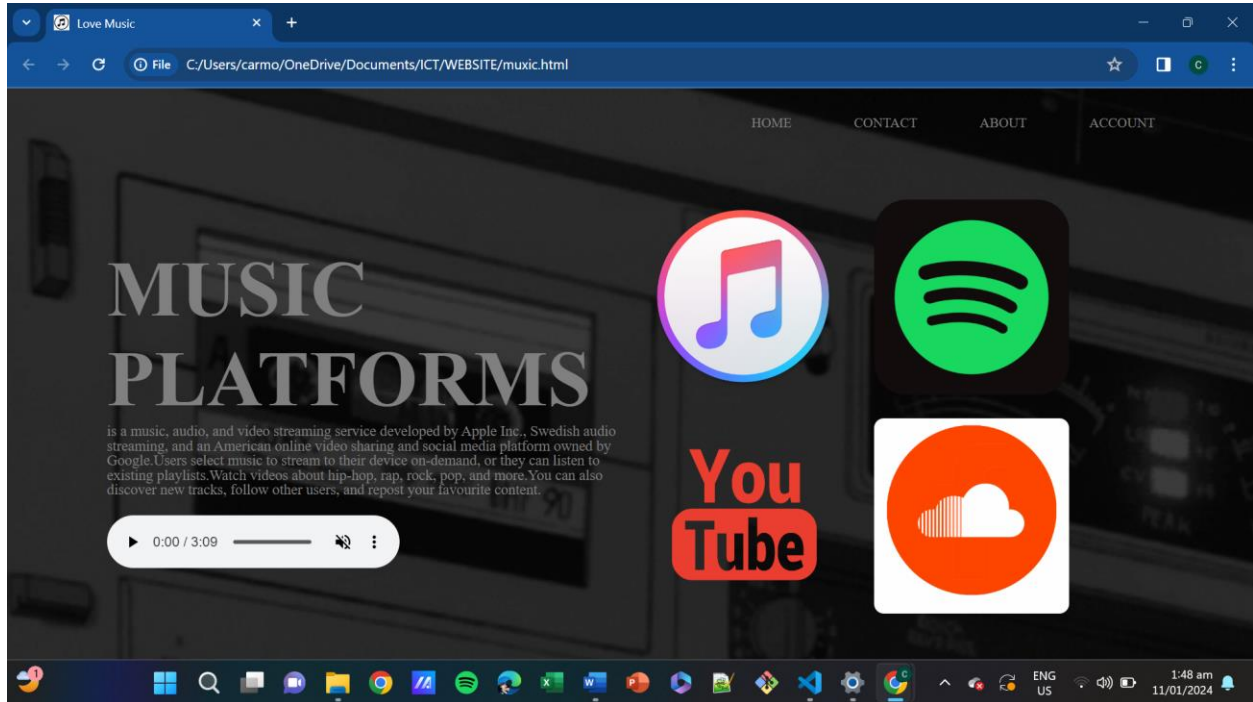 Love Music
File C:/Users/carmo/OneDrive/Documents/ICT/WEBSITE/muxic.html
C
HOME CONTACT ABOUT ACCOUNT
MUSIC
PLATFORMS
is a music, audio, and video streaming service developed by Apple Inc., Swedish audio
streaming, and an American online video sharing and social media platform owned by
Google.Users select music to stream to their device on-demand, or they can listen to
existing playlists.Watch videos about hip-hop, rap, rock, pop, and more.You can also
discover new tracks, follow other users, and repost your favourite content.
0:00 / 3:09
You
Tube
90
PEAK
1
ENG
US
1:48 am
11/01/2024